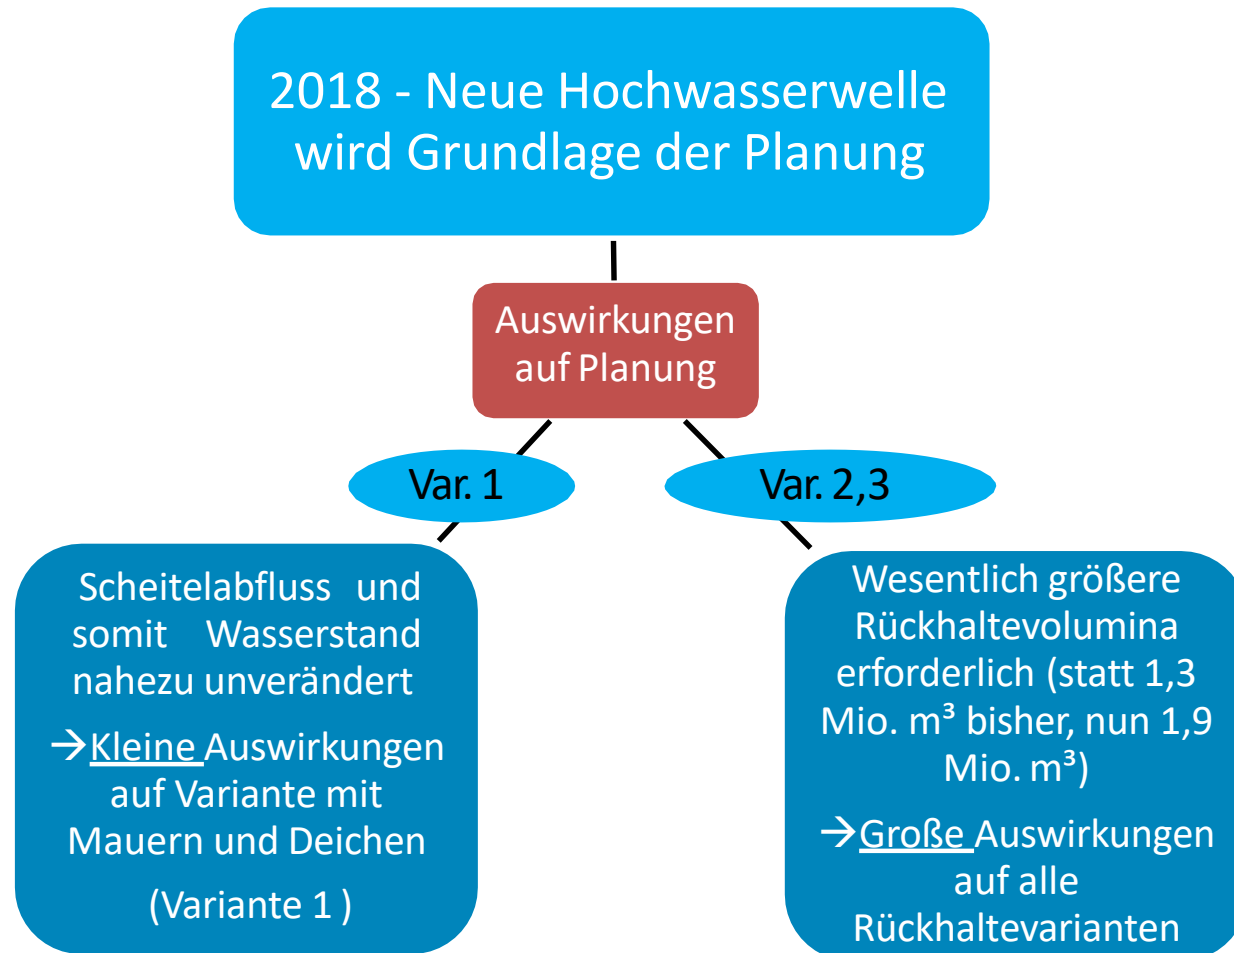 2018 - Neue Hochwasserwelle
wird Grundlage der Planung
Auswirkungen
auf Planung
Var. 1
Var. 2,3
Scheitelabfluss und
somit Wasserstand
nahezu unverändert
→Kleine Auswirkungen
auf Variante mit
Mauern und Deichen
(Variante 1 )
Wesentlich größere
Rückhaltevolumina
erforderlich (statt 1,3
Mio. m³ bisher, nun 1,9
Mio. m³)
→Große Auswirkungen
auf alle
Rückhaltevarianten